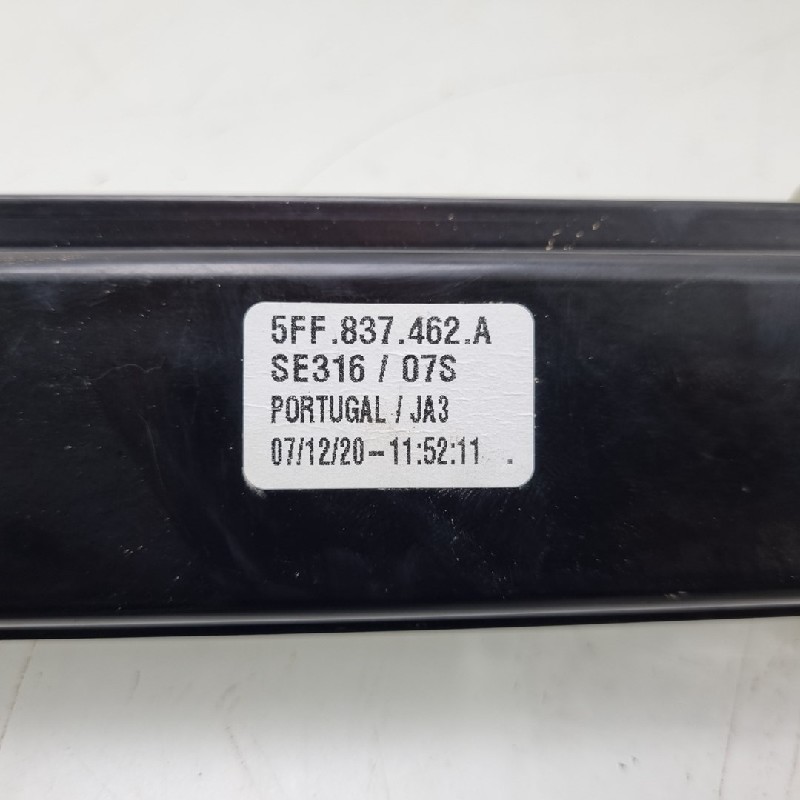 5FF.837.462.A
SE316 / 07S
PORTUGAL / JA3
07/12/20-11:52:11 .